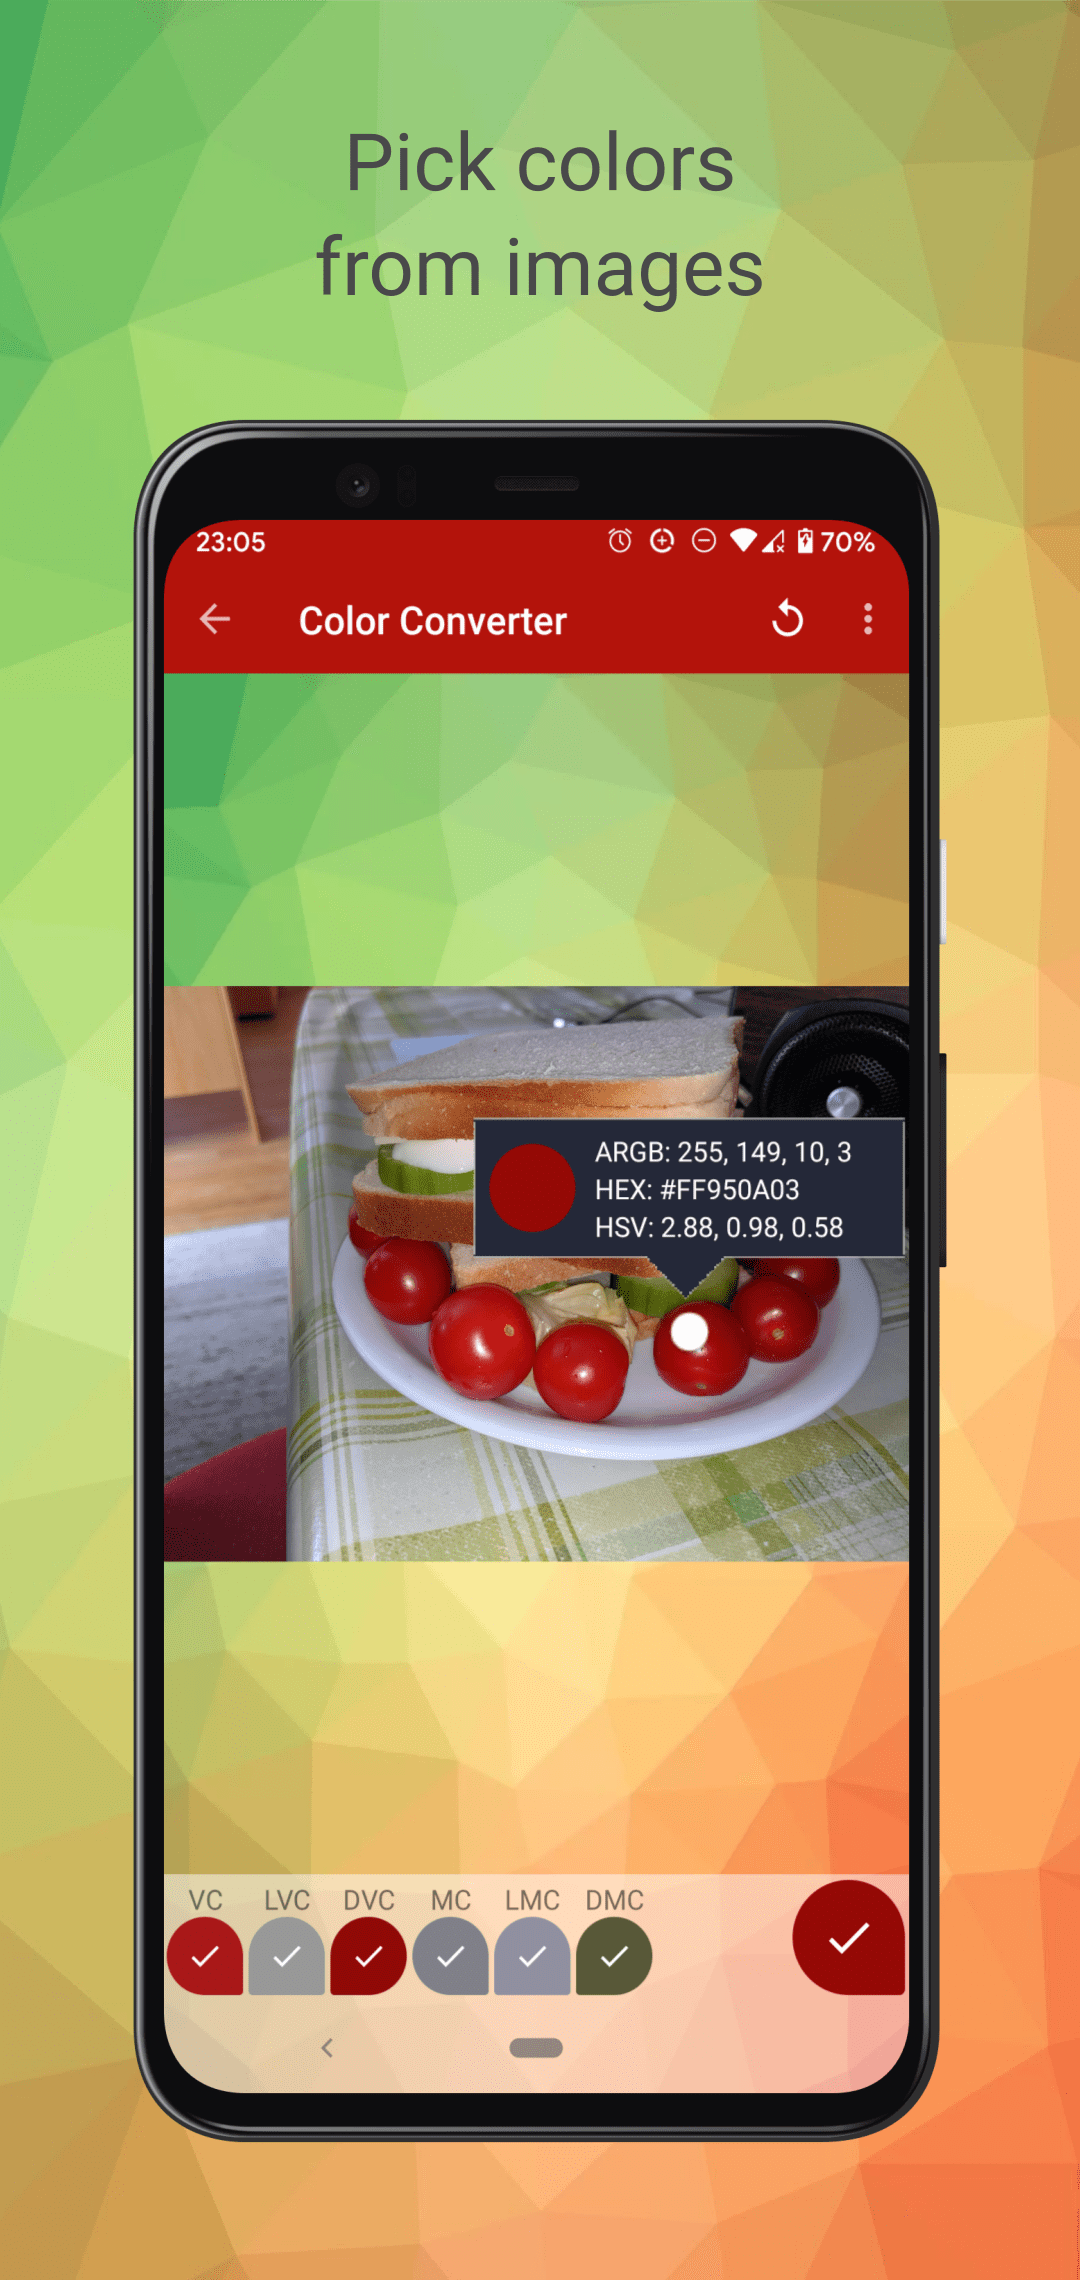 Pick colors
from images
23:05
70%
Color Converter
ARGB: 255, 149, 10, 3
HEX: #FF950A03
HSV: 2.88, 0.98, 0.58
VC LVC DVC MC LMC DMC